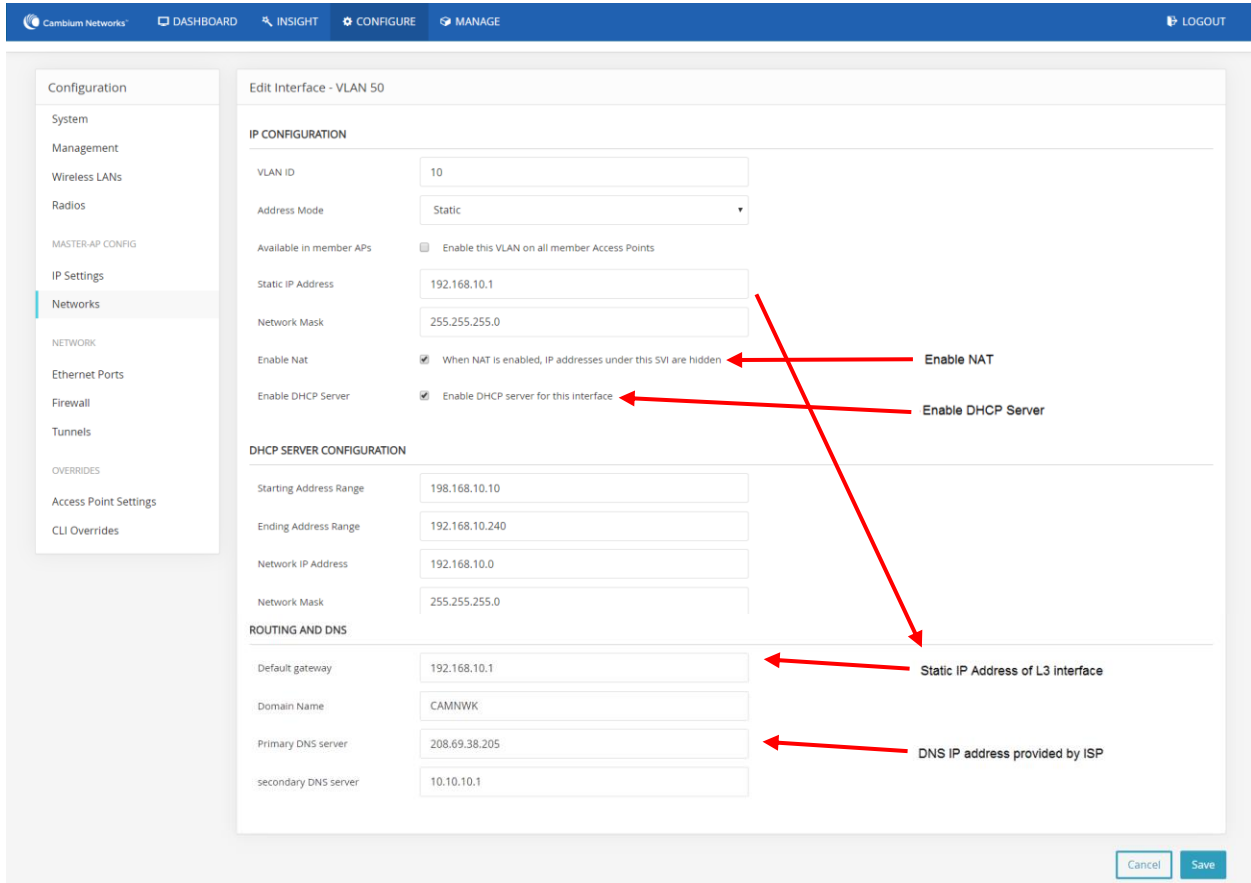 Cambium Networks™ DASHBOARD INSIGHT CONFIGURE MANAGE LOGOUT
Configuration
System
Management
Wireless LANs
Radios
MASTER-AP CONFIG
IP Settings
Networks
NETWORK
Ethernet Ports
Firewall
Tunnels
OVERRIDES
Access Point Settings
CLI Overrides
Edit Interface - VLAN 50
IP CONFIGURATION
VLAN ID 10
Address Mode Static
Available in member APs Enable this VLAN on all member Access Points
Static IP Address 192.168.10.1
Network Mask 255.255.255.0
Enable Nat When NAT is enabled, IP addresses under this SVI are hidden Enable NAT
Enable DHCP Server Enable DHCP server for this interface Enable DHCP Server
DHCP SERVER CONFIGURATION
Starting Address Range 198.168.10.10
Ending Address Range 192.168.10.240
Network IP Address 192.168.10.0
Network Mask 255.255.255.0
ROUTING AND DNS
Default gateway 192.168.10.1 Static IP Address of L3 interface
Domain Name CAMNWK
Primary DNS server 208.69.38.205 DNS IP address provided by ISP
secondary DNS server 10.10.10.1
Cancel Save